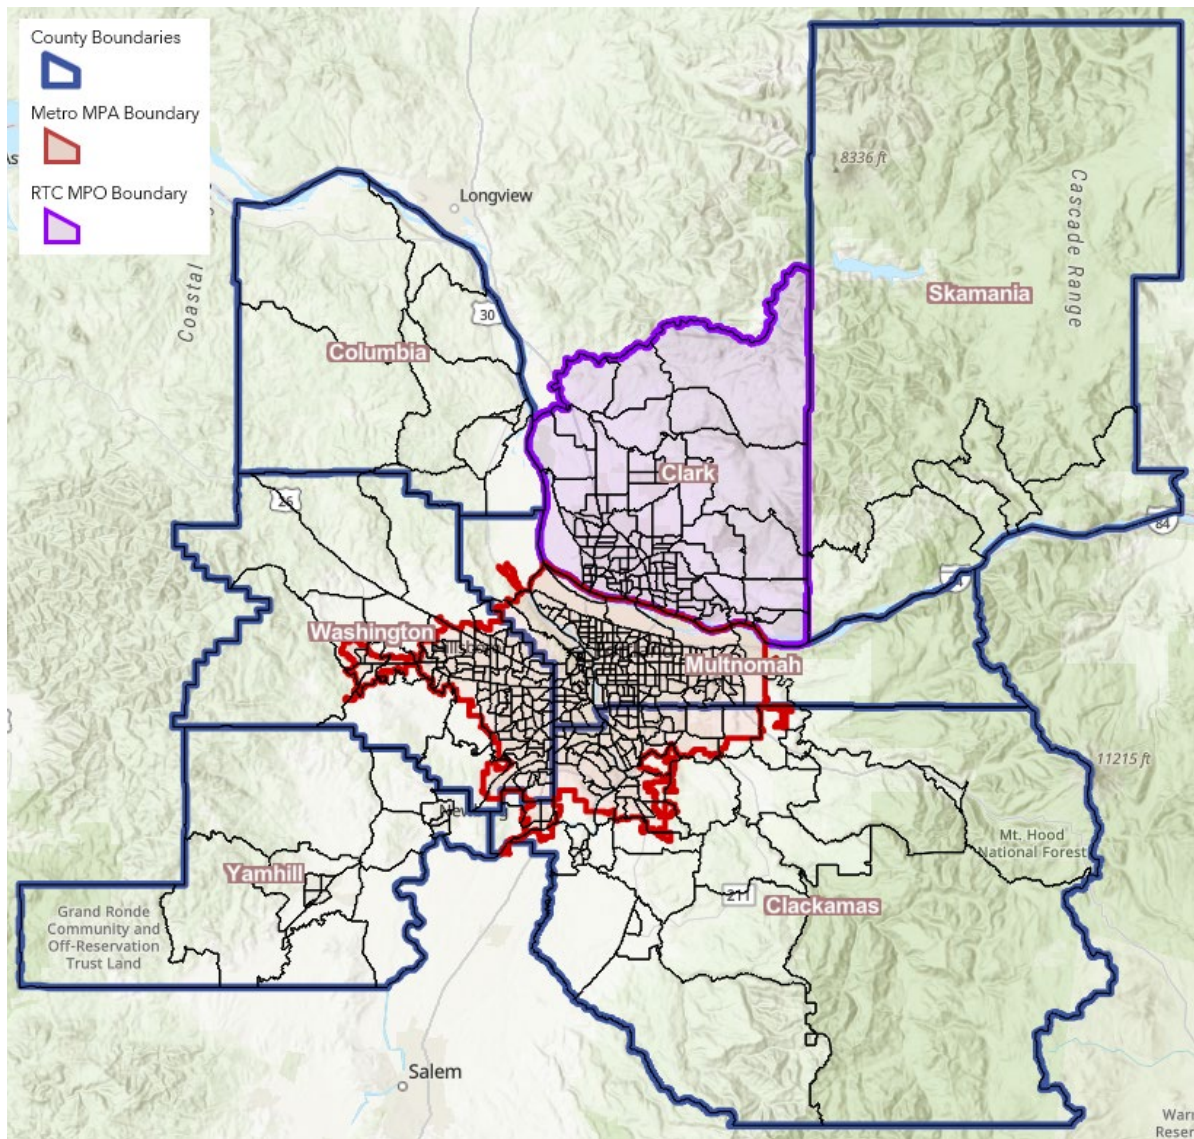 County Boundaries
Metro MPA Boundary
RTC MPO Boundary
As
Longview
8336 ft
Cascade Range
Coastal
Skamania
30
Columbia
Clark
26
84
Washington
Multnomah
11215 ft
Mt. Hood
National Forest
Yamhill
211
Clackamas
Grand Ronde
Community and
Off-Reservation
Trust Land
Salem